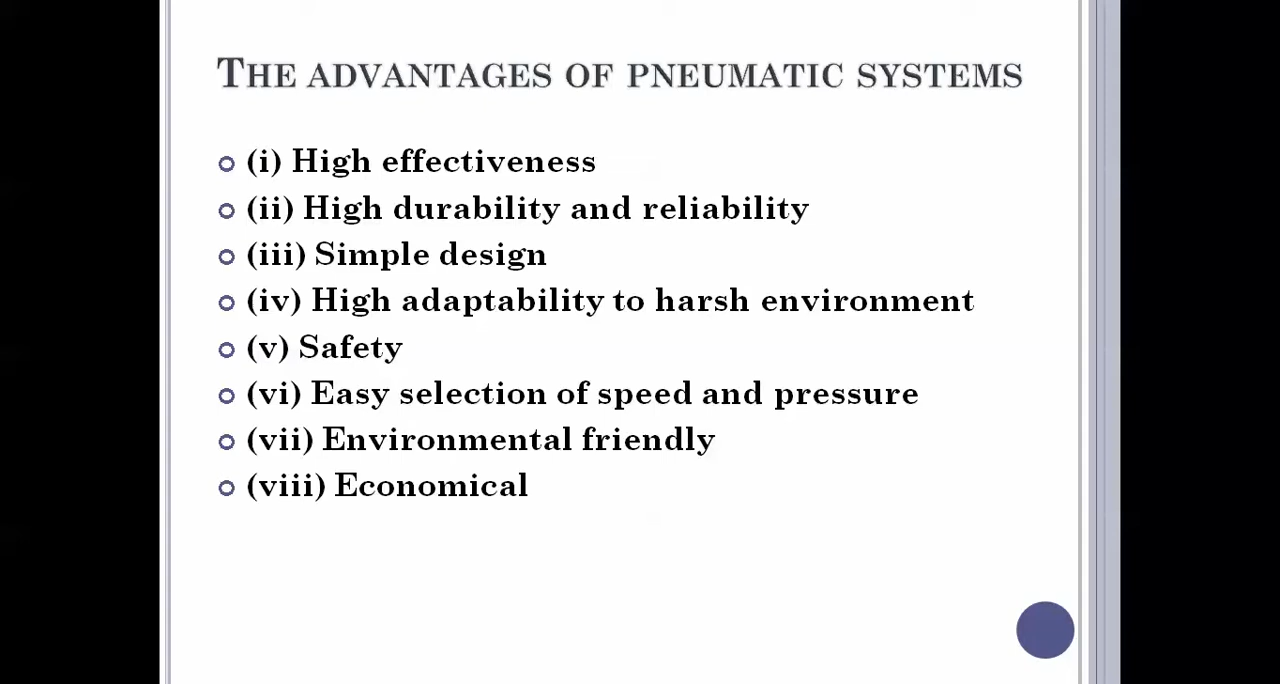 The advantages of pneumatic systems
(i) High effectiveness
(ii) High durability and reliability
(iii) Simple design
(iv) High adaptability to harsh environment
(v) Safety
(vi) Easy selection of speed and pressure
(vii) Environmental friendly
(viii) Economical